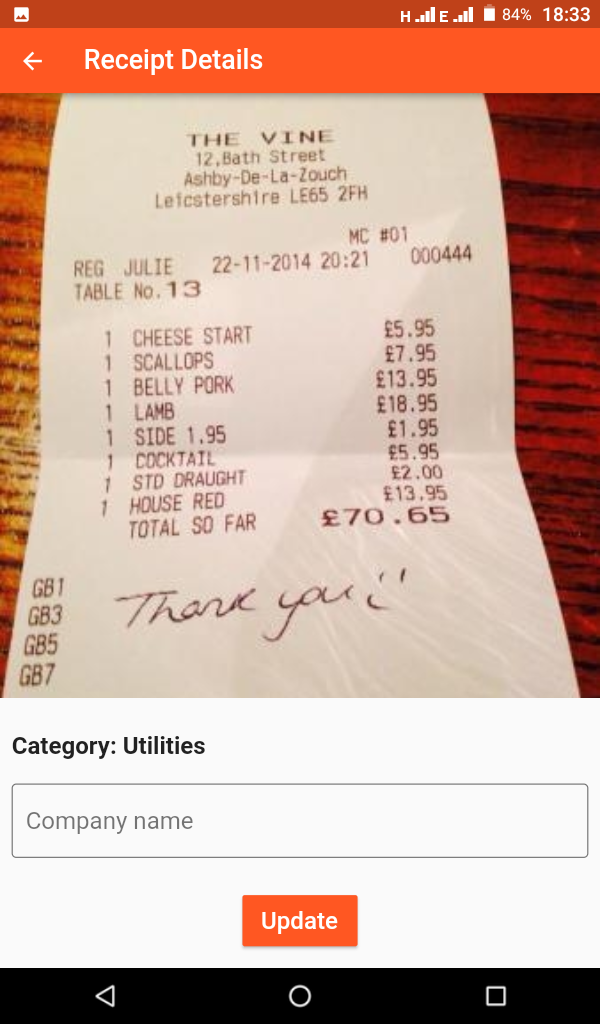 H E 84% 18:33
Receipt Details
THE VINE
12,Bath Street
Ashby-De-La-Zouch
Leicstershire LE65 2FH
MC #01
REG JULIE 22-11-2014 20:21 000444
TABLE No.13
1 CHEESE START £5.95
1 SCALLOPS £7.95
1 BELLY PORK £13.95
1 LAMB £18.95
1 SIDE 1.95 £1.95
1 COCKTAIL £5.95
1 STD DRAUGHT £2.00
1 HOUSE RED £13.95
TOTAL SO FAR £70.65
Thank you
GB1
GB3
GB5
GB7
Category: Utilities
Company name
Update